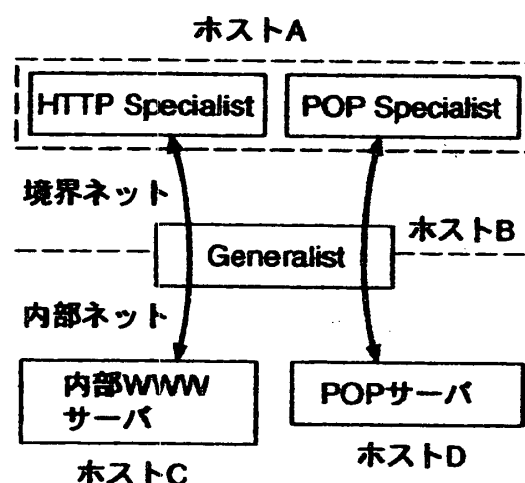 ホストA
HTTP Specialist
POP Specialist
境界ネット
ホストB
Generalist
内部ネット
内部WWW
サーバ
POPサーバ
ホストC
ホストD